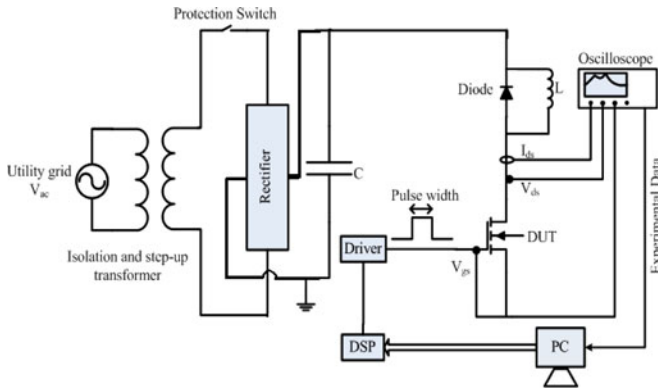 Protection Switch
Oscilloscope
Diode
L
I_ds
Utility grid
V_ac
Rectifier
C
V_ds
Pulse width
Experimental Data
Isolation and step-up
transformer
Driver
DUT
V_gs
DSP
PC